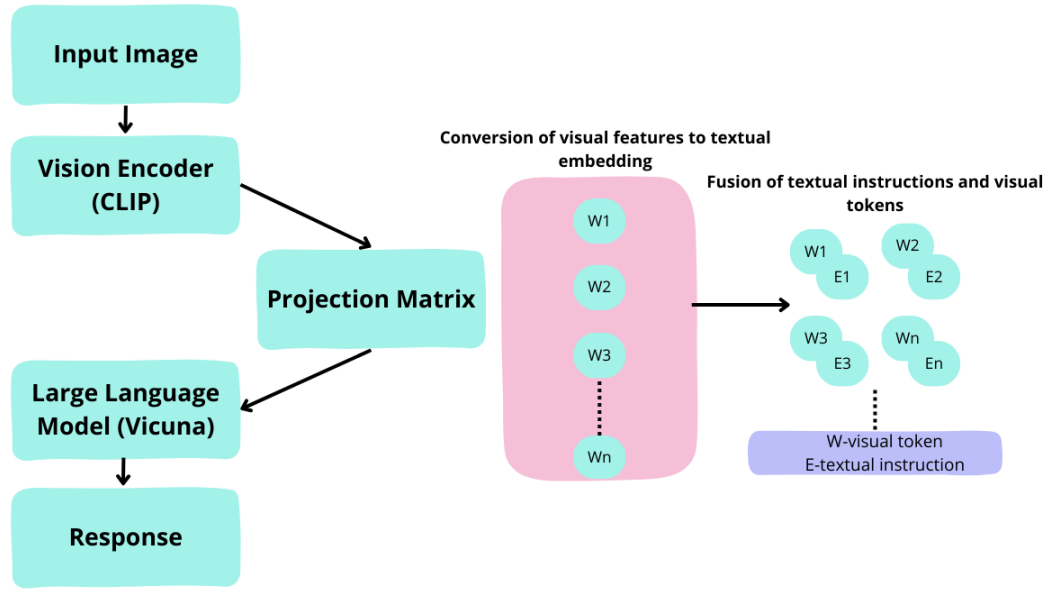 Input Image
Vision Encoder
(CLIP)
Projection Matrix
Large Language
Model (Vicuna)
Response
Conversion of visual features to textual
embedding
W1
W2
W3
Wn
Fusion of textual instructions and visual
tokens
W1
E1
W2
E2
W3
E3
Wn
En
W-visual token
E-textual instruction